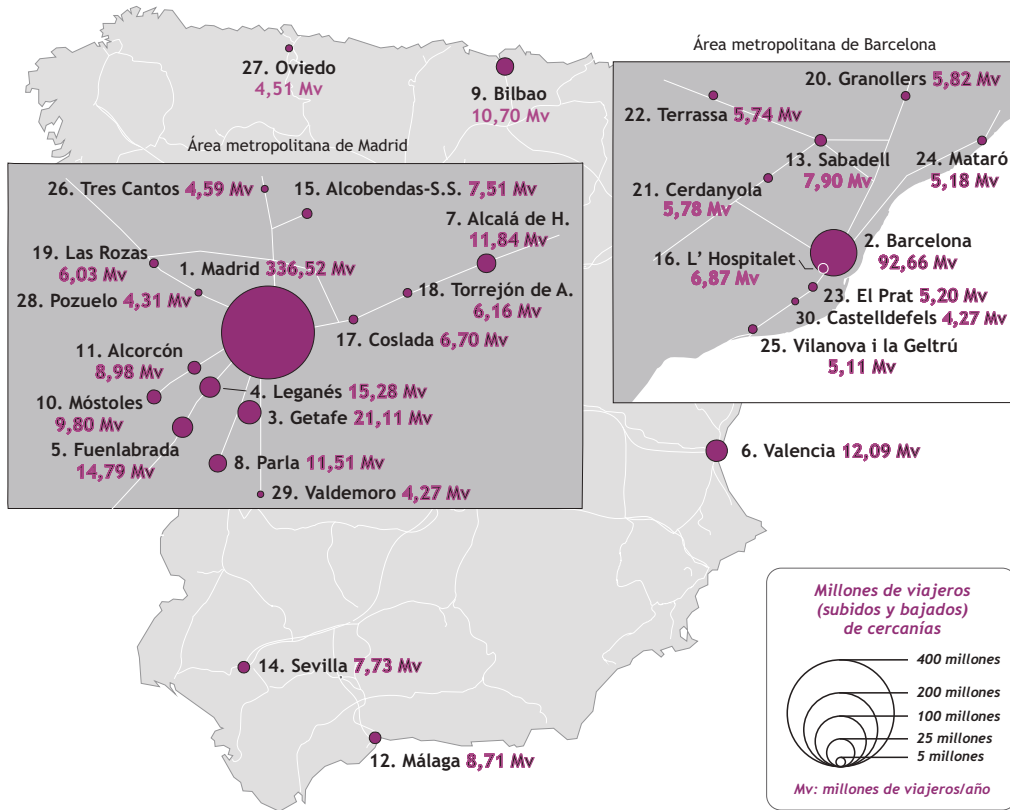 27. Oviedo
4,51 Mv
9. Bilbao
10,70 Mv
Área metropolitana de Madrid
26. Tres Cantos 4,59 Mv
15. Alcobendas-S.S. 7,51 Mv
7. Alcalá de H.
11,84 Mv
19. Las Rozas
6,03 Mv
1. Madrid 336,52 Mv
28. Pozuelo 4,31 Mv
18. Torrejón de A.
6,16 Mv
17. Coslada 6,70 Mv
11. Alcorcón
8,98 Mv
4. Leganés 15,28 Mv
10. Móstoles
9,80 Mv
3. Getafe 21,11 Mv
5. Fuenlabrada
14,79 Mv
8. Parla 11,51 Mv
29. Valdemoro 4,27 Mv
Área metropolitana de Barcelona
20. Granollers 5,82 Mv
22. Terrassa 5,74 Mv
13. Sabadell
7,90 Mv
24. Mataró
5,18 Mv
21. Cerdanyola
5,78 Mv
2. Barcelona
92,66 Mv
16. L' Hospitalet
6,87 Mv
23. El Prat 5,20 Mv
30. Castelldefels 4,27 Mv
25. Vilanova i la Geltrú
5,11 Mv
6. Valencia 12,09 Mv
14. Sevilla 7,73 Mv
12. Málaga 8,71 Mv
Millones de viajeros
(subidos y bajados)
de cercanías
400 millones
200 millones
100 millones
25 millones
5 millones
Mv: millones de viajeros/año